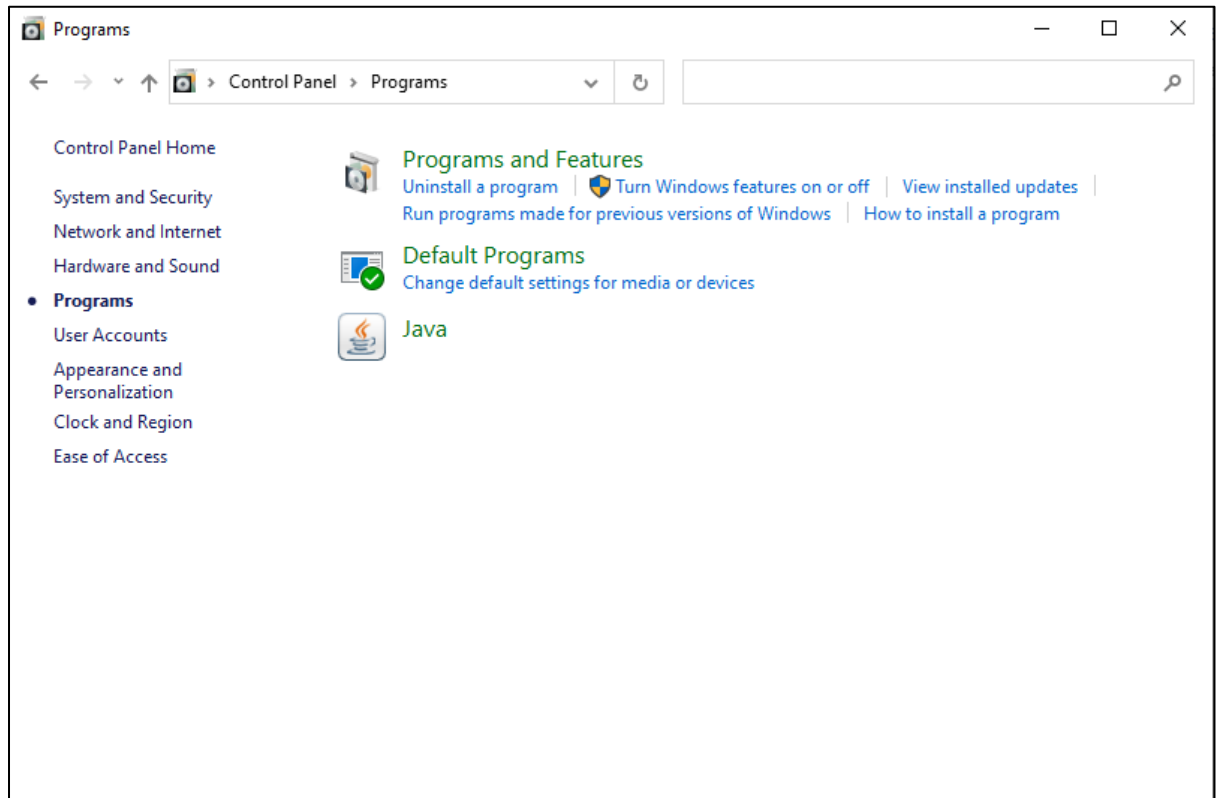 Programs
Control Panel > Programs
Control Panel Home
System and Security
Network and Internet
Hardware and Sound
Programs
User Accounts
Appearance and
Personalization
Clock and Region
Ease of Access
Programs and Features
Uninstall a program
Turn Windows features on or off
View installed updates
Run programs made for previous versions of Windows
How to install a program
Default Programs
Change default settings for media or devices
Java